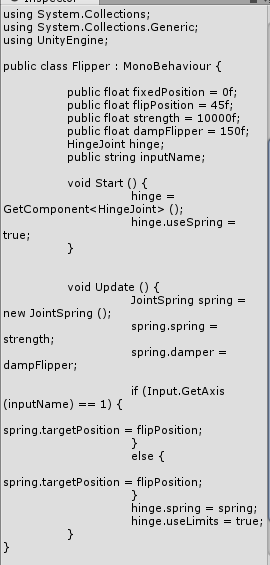 using System.Collections;
using System.Collections.Generic;
using UnityEngine;
public class Flipper : MonoBehaviour {
public float fixedPosition = 0f;
public float flipPosition = 45f;
public float strength = 10000f;
public float dampFlipper = 150f;
HingeJoint hinge;
public string inputName;
void Start () {
hinge =
GetComponent<HingeJoint> ();
hinge.useSpring =
true;
}
void Update () {
JointSpring spring =
new JointSpring ();
spring.spring =
strength;
spring.damper =
dampFlipper;
if (Input.GetAxis
(inputName) == 1) {
spring.targetPosition = flipPosition;
}
else {
spring.targetPosition = flipPosition;
}
hinge.spring = spring;
hinge.useLimits = true;
}
}